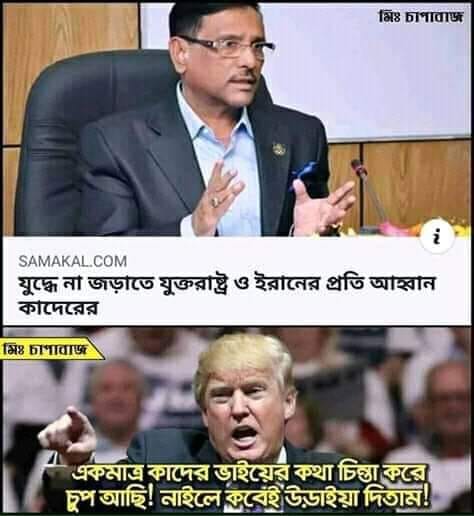 মিঃ চাপাবাজ
i
SAMAKAL.COM
যুদ্ধে না জড়াতে যুক্তরাষ্ট্র ও ইরানের প্রতি আহ্বান
কাদেরের
মিঃ চাপাবাজ
একমাত্র কাদের ভাইয়ের কথা চিন্তা করে
চুপ আছি! নাইলে কবেই উড়াইয়া দিতাম!